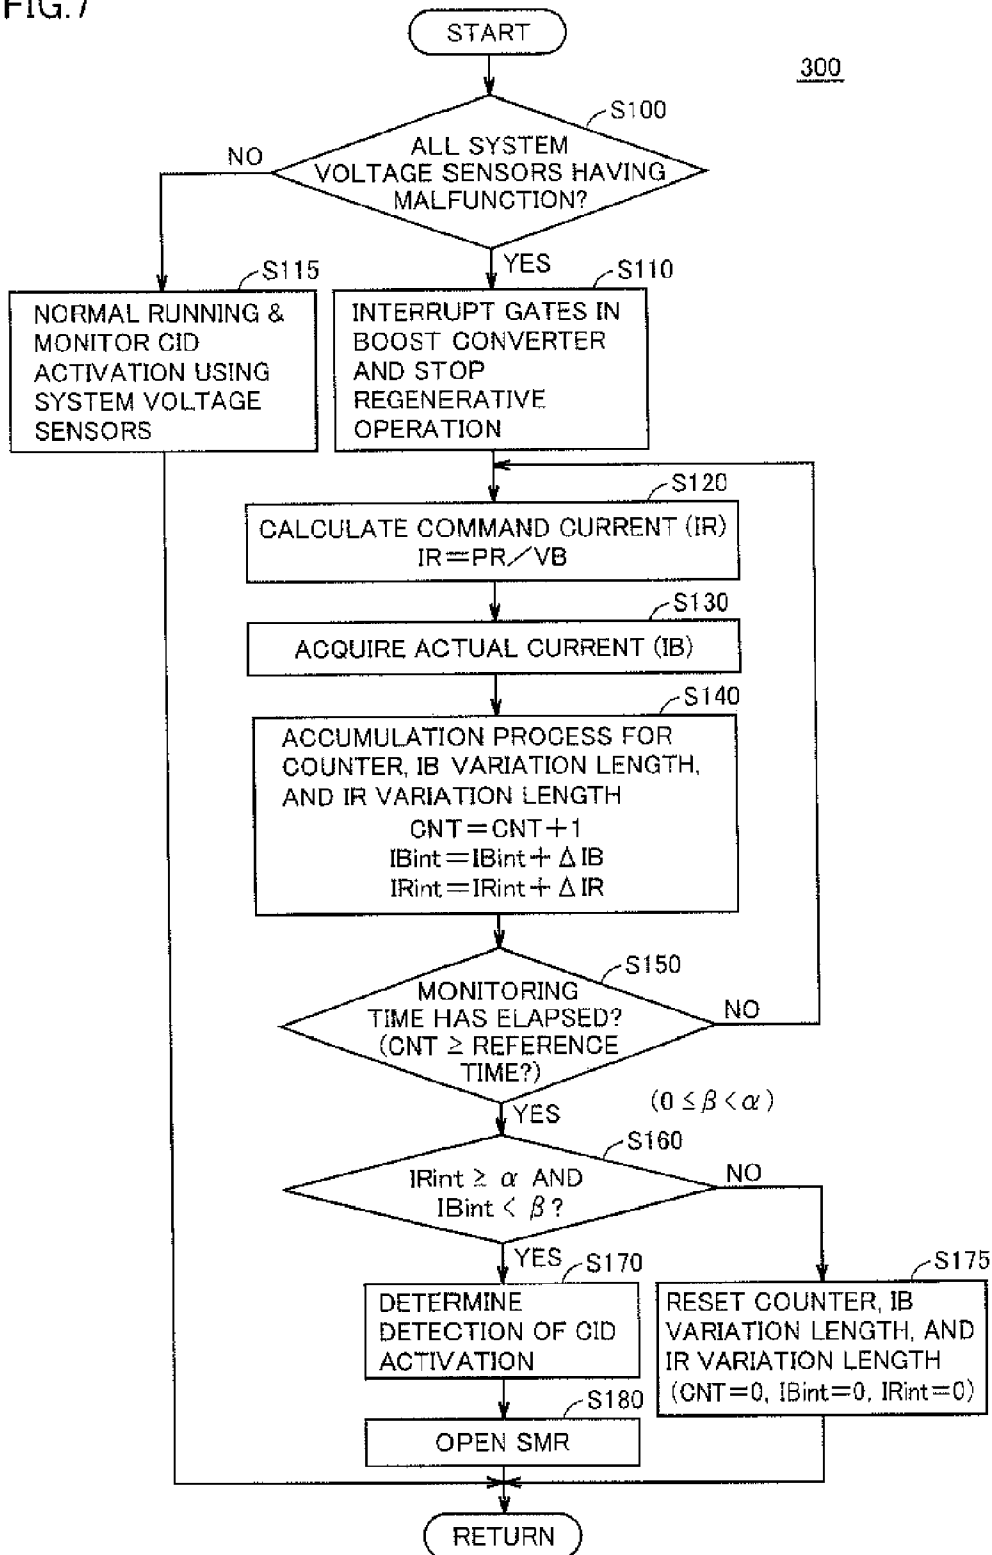 FIG.7
START
300
S100
ALL SYSTEM
VOLTAGE SENSORS HAVING
MALFUNCTION?
NO
YES
S115
NORMAL RUNNING &
MONITOR CID
ACTIVATION USING
SYSTEM VOLTAGE
SENSORS
S110
INTERRUPT GATES IN
BOOST CONVERTER
AND STOP
REGENERATIVE
OPERATION
S120
CALCULATE COMMAND CURRENT (IR)
IR=PR/VB
S130
ACQUIRE ACTUAL CURRENT (IB)
S140
ACCUMULATION PROCESS FOR
COUNTER, IB VARIATION LENGTH,
AND IR VARIATION LENGTH
CNT=CNT+1
IBint=IBint+ΔIB
IRint=IRint+ΔIR
S150
MONITORING
TIME HAS ELAPSED?
(CNT ≥ REFERENCE
TIME?)
NO
YES
(0≤β<α)
S160
IRint ≥ α AND
IBint < β?
NO
YES
S170
DETERMINE
DETECTION OF CID
ACTIVATION
S175
RESET COUNTER, IB
VARIATION LENGTH, AND
IR VARIATION LENGTH
(CNT=0, IBint=0, IRint=0)
S180
OPEN SMR
RETURN